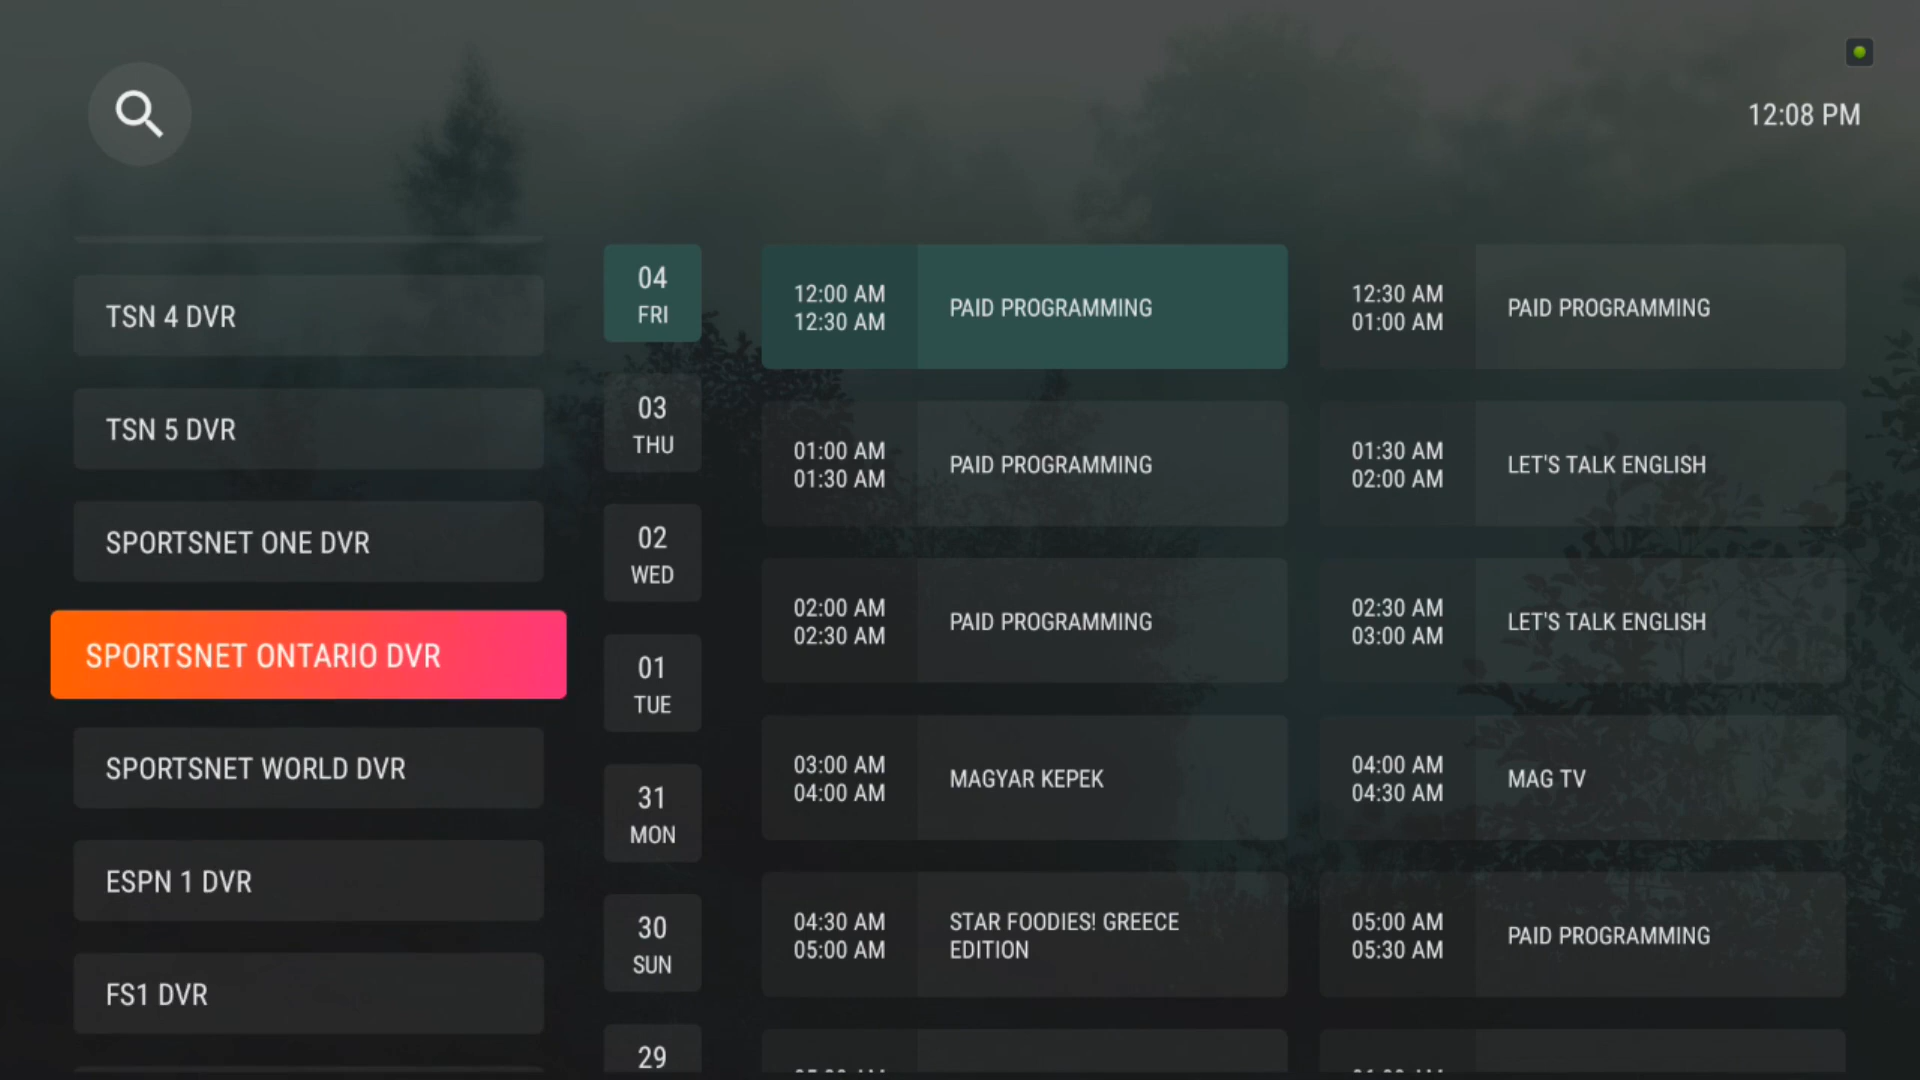 12:08 PM
TSN 4 DVR
TSN 5 DVR
SPORTSNET ONE DVR
SPORTSNET ONTARIO DVR
SPORTSNET WORLD DVR
ESPN 1 DVR
FS1 DVR
04
FRI
03
THU
02
WED
01
TUE
31
MON
30
SUN
29
12:00 AM
12:30 AM
PAID PROGRAMMING
12:30 AM
01:00 AM
PAID PROGRAMMING
01:00 AM
01:30 AM
PAID PROGRAMMING
01:30 AM
02:00 AM
LET'S TALK ENGLISH
02:00 AM
02:30 AM
PAID PROGRAMMING
02:30 AM
03:00 AM
LET'S TALK ENGLISH
03:00 AM
04:00 AM
MAGYAR KEPEK
04:00 AM
04:30 AM
MAG TV
04:30 AM
05:00 AM
STAR FOODIES! GREECE
EDITION
05:00 AM
05:30 AM
PAID PROGRAMMING